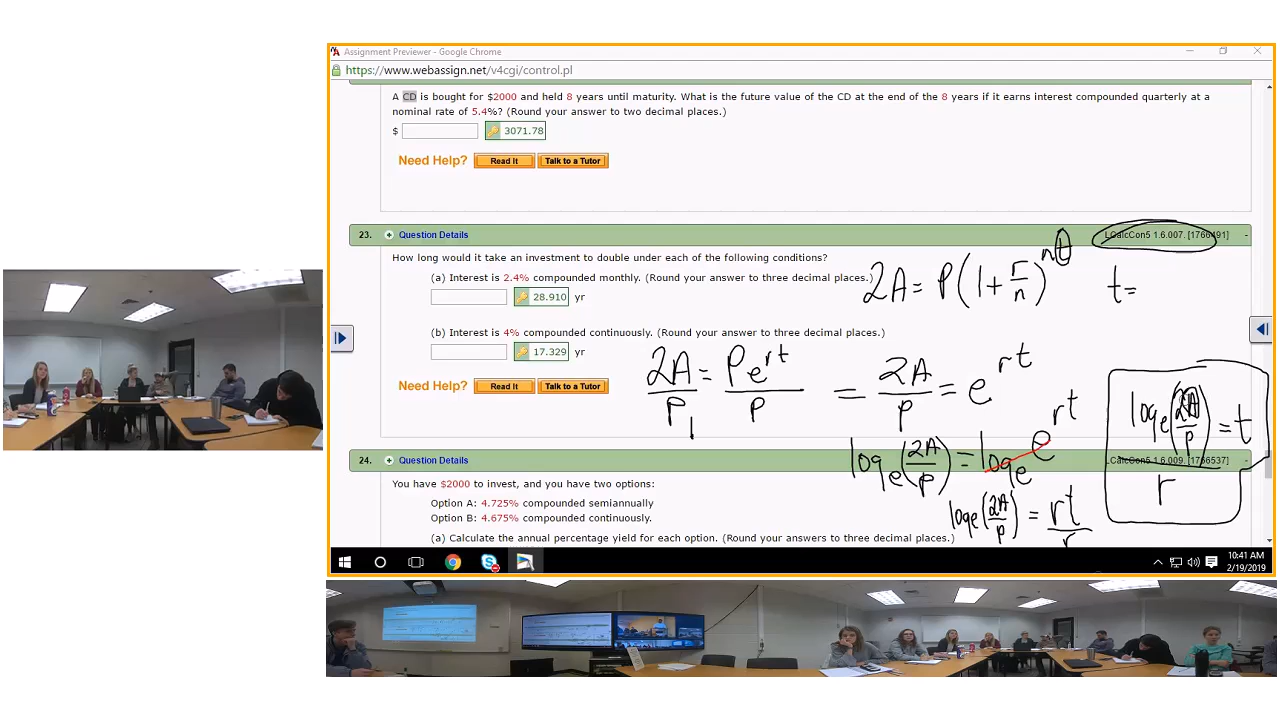 Assignment Previewer - Google Chrome
https://www.webassign.net/v4cgi/control.pl
A CD is bought for $2000 and held 8 years until maturity. What is the future value of the CD at the end of the 8 years if it earns interest compounded quarterly at a
nominal rate of 5.4%? (Round your answer to two decimal places.)
$ 3071.78
Need Help? Read It Talk to a Tutor
23. Question Details LCalcCon5 1.6.007. [1766491] -
How long would it take an investment to double under each of the following conditions?
(a) Interest is 2.4% compounded monthly. (Round your answer to three decimal places.)
28.910 yr
2A = P(1 + r/n)^nt t=
(b) Interest is 4% compounded continuously. (Round your answer to three decimal places.)
17.329 yr
Need Help? Read It Talk to a Tutor
2A/P = Pe^rt/P = 2A/P = e^rt
log_e(2A/P) = log_e e^rt
log_e(2A/P)/r = t
24. Question Details LCalcCon5 1.6.009. [1766537] -
You have $2000 to invest, and you have two options:
Option A: 4.725% compounded semiannually
Option B: 4.675% compounded continuously.
log_e(2A/P) = rt/r
(a) Calculate the annual percentage yield for each option. (Round your answers to three decimal places.)
10:41 AM
2/19/2019